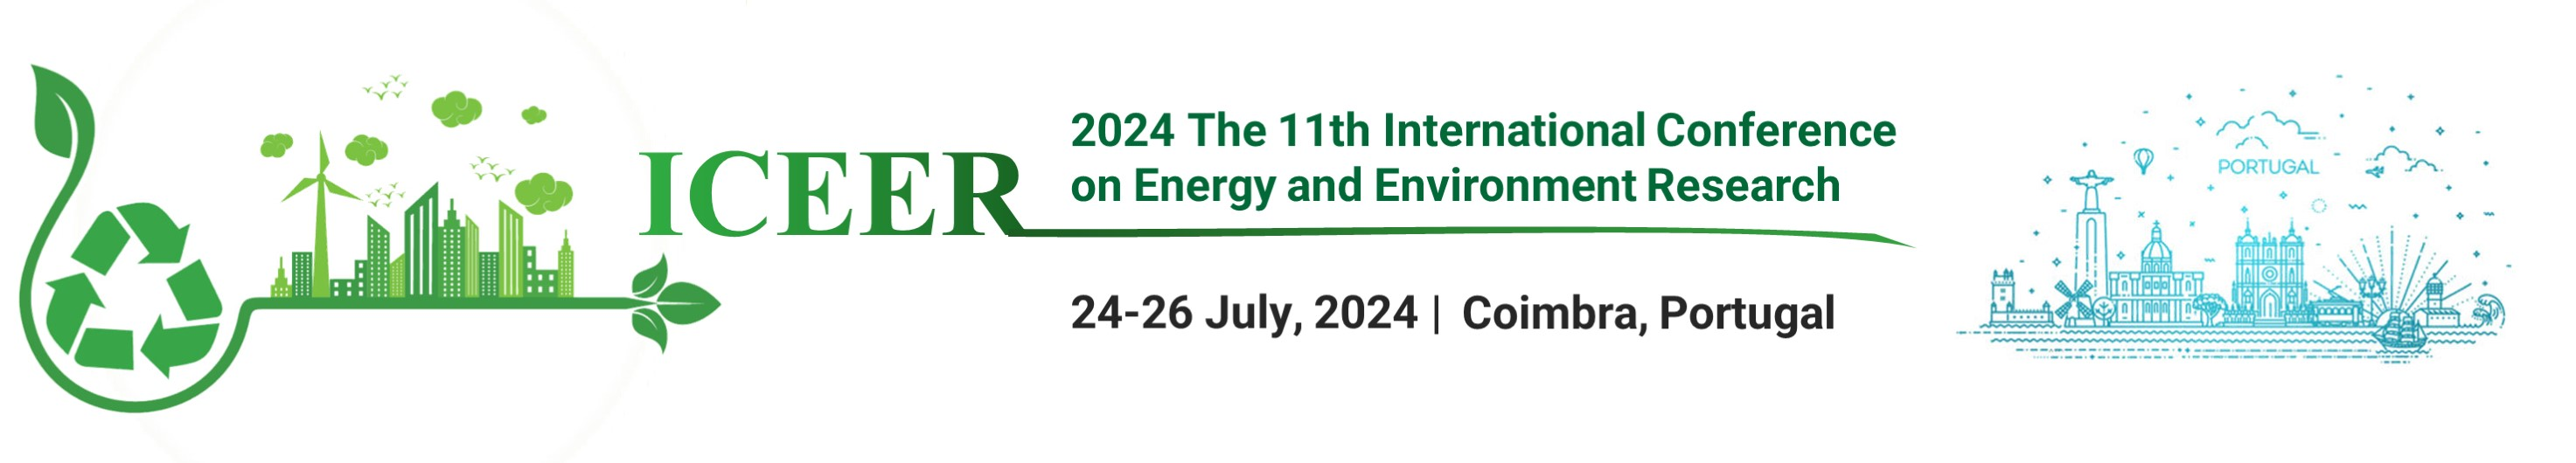 ICEER
2024 The 11th International Conference
on Energy and Environment Research
24-26 July, 2024 | Coimbra, Portugal
PORTUGAL